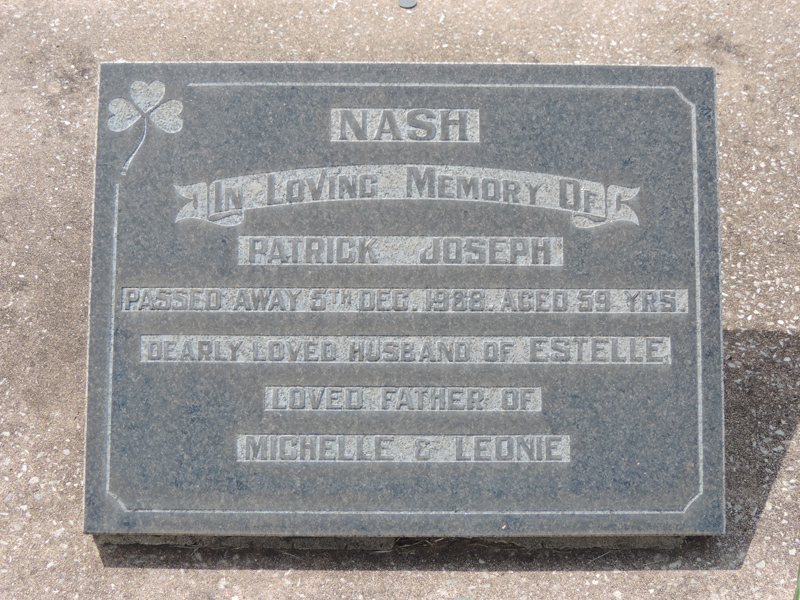 NASH
IN LOVING MEMORY OF
PATRICK JOSEPH
PASSED AWAY 5TH DEC. 1988. AGED 59 YRS.
DEARLY LOVED HUSBAND OF ESTELLE.
LOVED FATHER OF
MICHELLE & LEONIE